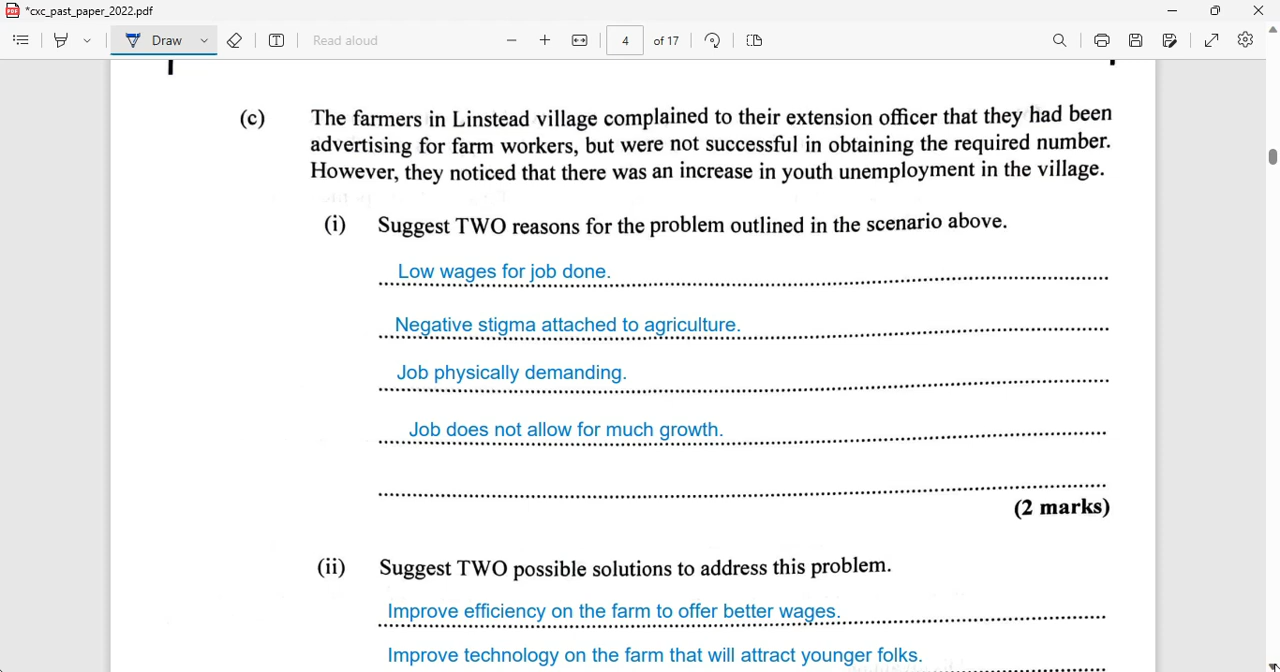 *cxc_past_paper_2022.pdf
Draw
Read aloud
4 of 17
(c) The farmers in Linstead village complained to their extension officer that they had been
advertising for farm workers, but were not successful in obtaining the required number.
However, they noticed that there was an increase in youth unemployment in the village.
(i) Suggest TWO reasons for the problem outlined in the scenario above.
Low wages for job done.
Negative stigma attached to agriculture.
Job physically demanding.
Job does not allow for much growth.
(2 marks)
(ii) Suggest TWO possible solutions to address this problem.
Improve efficiency on the farm to offer better wages.
Improve technology on the farm that will attract younger folks.